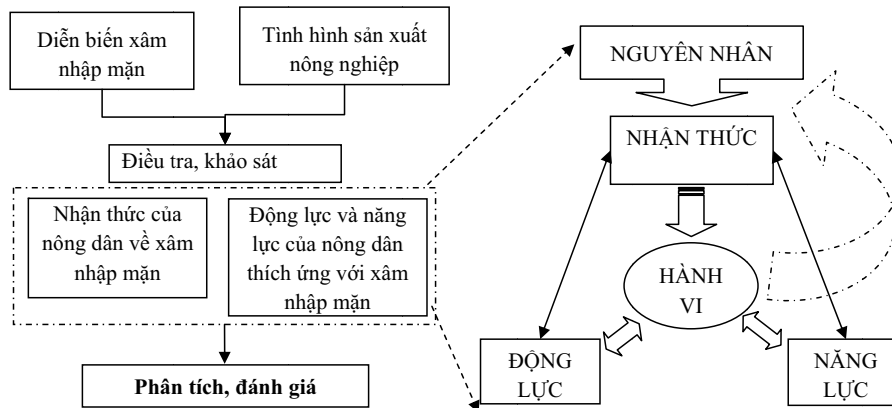 Diễn biến xâm
nhập mặn
Tình hình sản xuất
nông nghiệp
Điều tra, khảo sát
Nhận thức của
nông dân về xâm
nhập mặn
Động lực và năng
lực của nông dân
thích ứng với xâm
nhập mặn
Phân tích, đánh giá
NGUYÊN NHÂN
NHẬN THỨC
HÀNH
VI
ĐỘNG
LỰC
NĂNG
LỰC